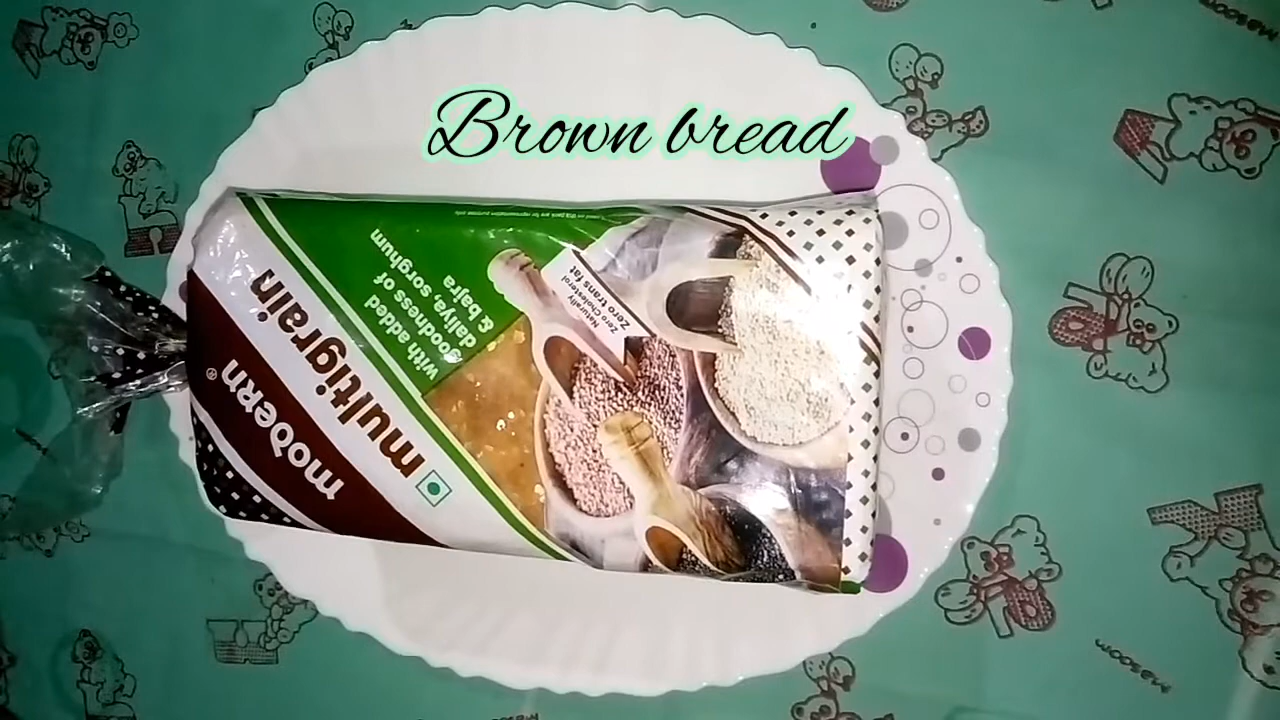 Brown bread
modern®
multigrain
with added
goodness of
daliya, sorghum
& bajra
Naturally
Zero Cholesterol
Zero trans fat